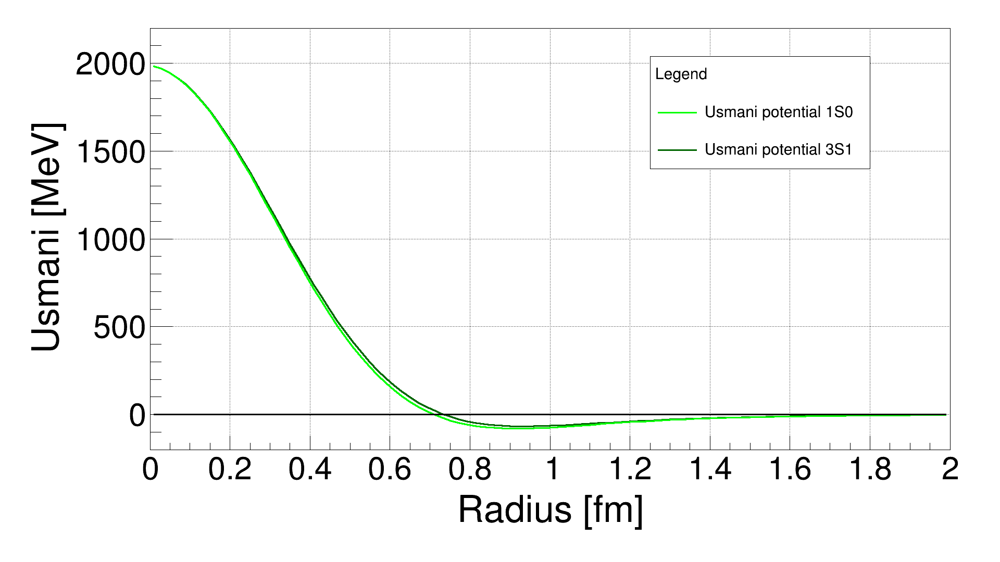 Usmani [MeV]
2000
1500
1000
500
0
Legend
Usmani potential 1S0
Usmani potential 3S1
0 0.2 0.4 0.6 0.8 1 1.2 1.4 1.6 1.8 2
Radius [fm]